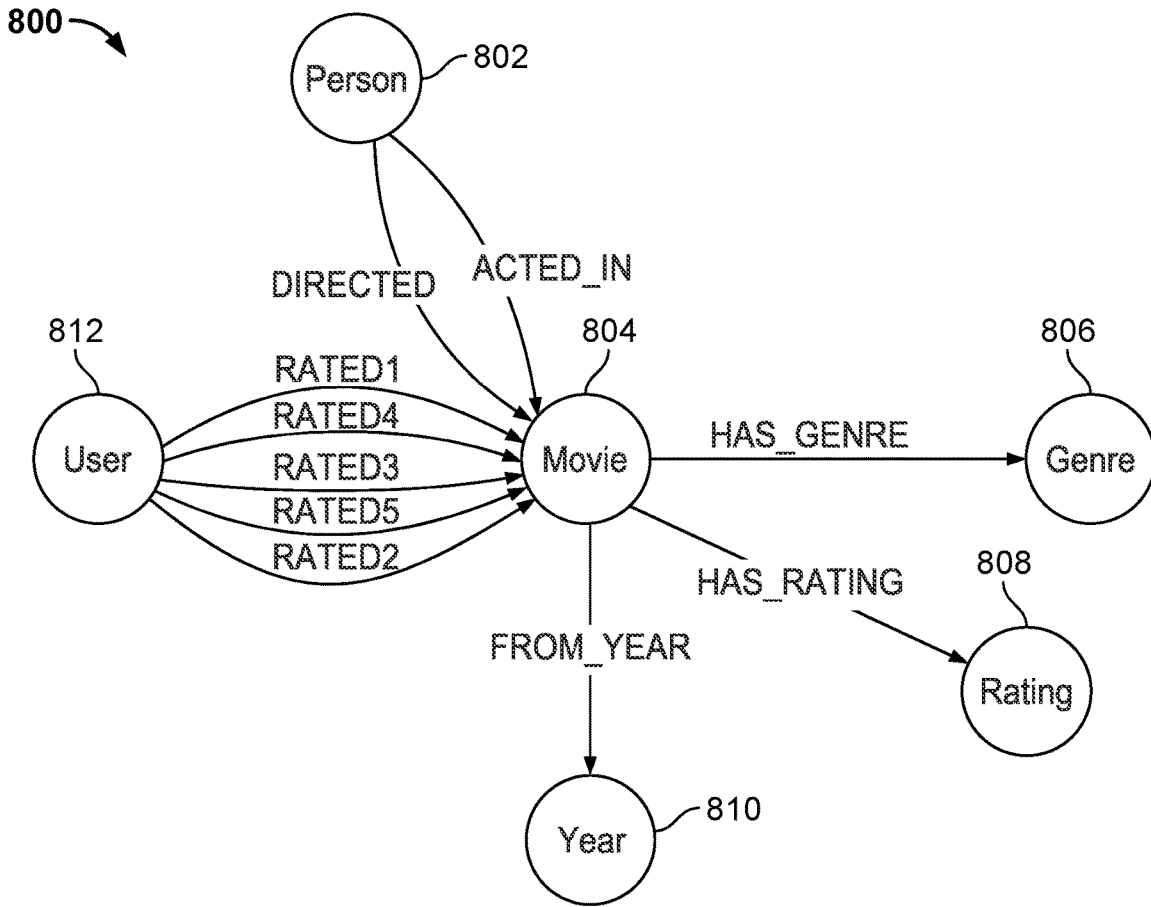 800
802
Person
DIRECTED
ACTED_IN
812
804
806
RATED1
RATED4
User
RATED3
RATED5
RATED2
Movie
HAS_GENRE
Genre
HAS_RATING
808
FROM_YEAR
Rating
810
Year